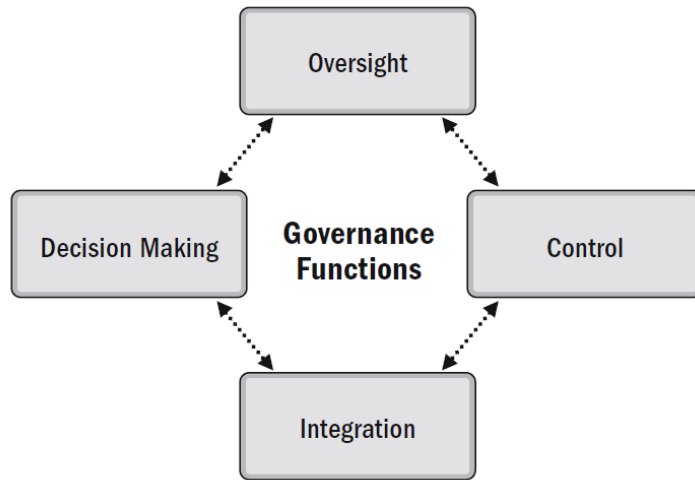 Oversight
Decision Making
Governance
Functions
Control
Integration